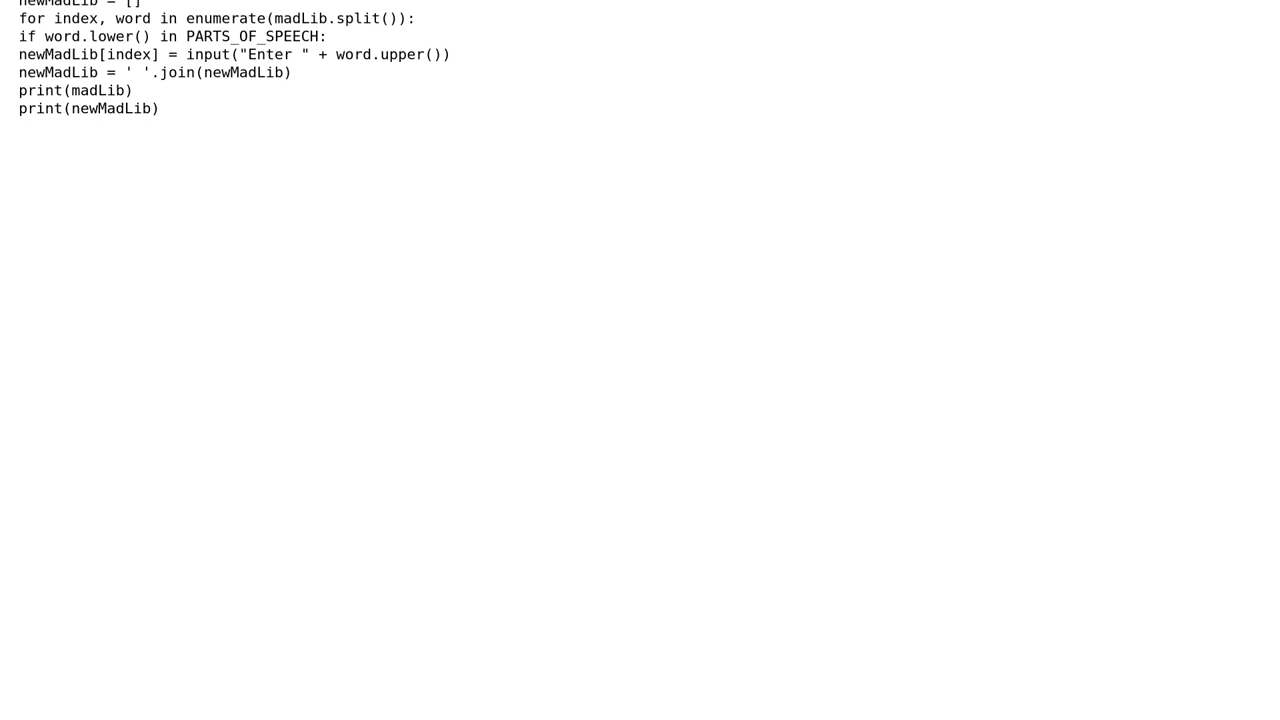 newMadLib = []
for index, word in enumerate(madLib.split()):
if word.lower() in PARTS_OF_SPEECH:
newMadLib[index] = input("Enter " + word.upper())
newMadLib = ' '.join(newMadLib)
print(madLib)
print(newMadLib)